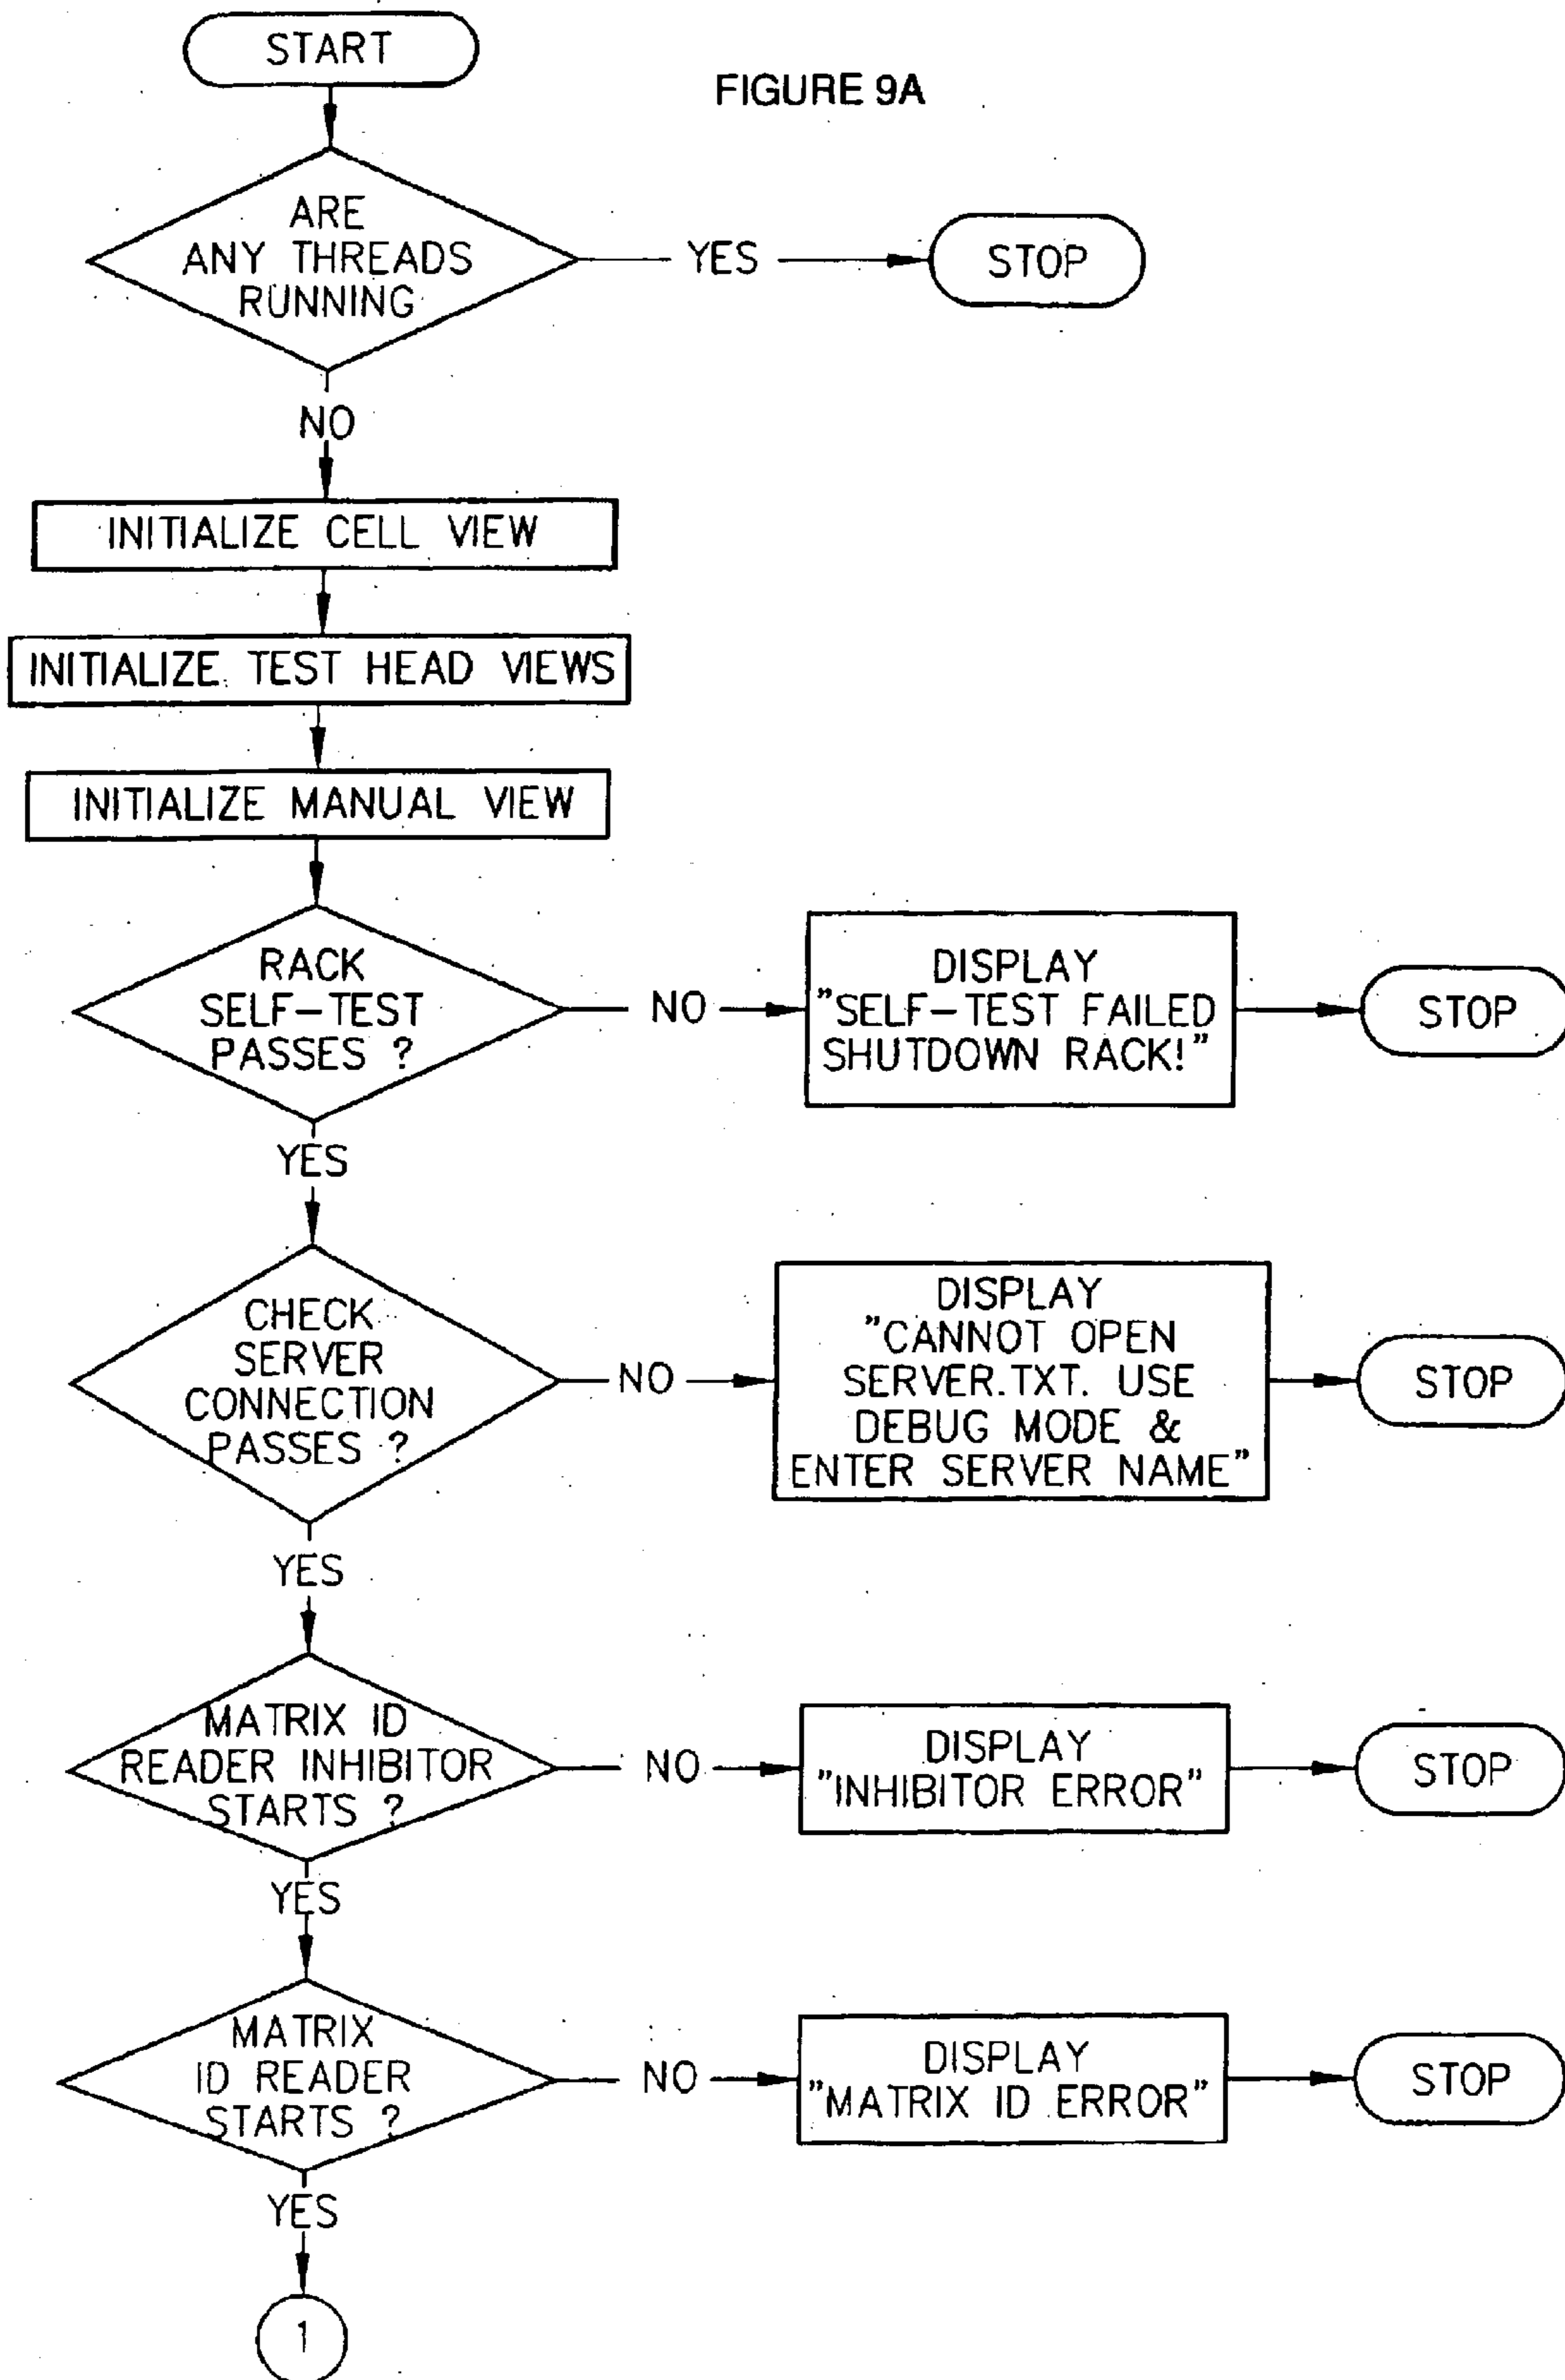 START
FIGURE 9A
ARE
ANY THREADS
RUNNING
YES
STOP
NO
INITIALIZE CELL VIEW
INITIALIZE TEST HEAD VIEWS
INITIALIZE MANUAL VIEW
RACK
SELF-TEST
PASSES ?
NO
DISPLAY
"SELF-TEST FAILED
SHUTDOWN RACK!"
STOP
YES
CHECK
SERVER
CONNECTION
PASSES ?
NO
DISPLAY
"CANNOT OPEN
SERVER.TXT. USE
DEBUG MODE &
ENTER SERVER NAME"
STOP
YES
MATRIX ID
READER INHIBITOR
STARTS ?
NO
DISPLAY
"INHIBITOR ERROR"
STOP
YES
MATRIX
ID READER
STARTS ?
NO
DISPLAY
"MATRIX ID ERROR"
STOP
YES
1